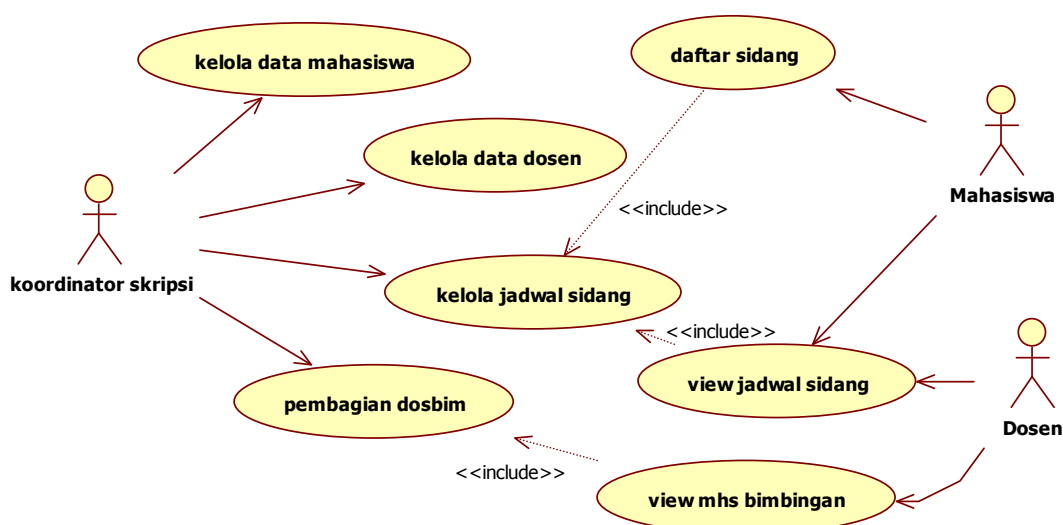 kelola data mahasiswa
daftar sidang
kelola data dosen
Mahasiswa
<<include>>
koordinator skripsi
kelola jadwal sidang
<<include>>
view jadwal sidang
pembagian dosbim
Dosen
<<include>>
view mhs bimbingan